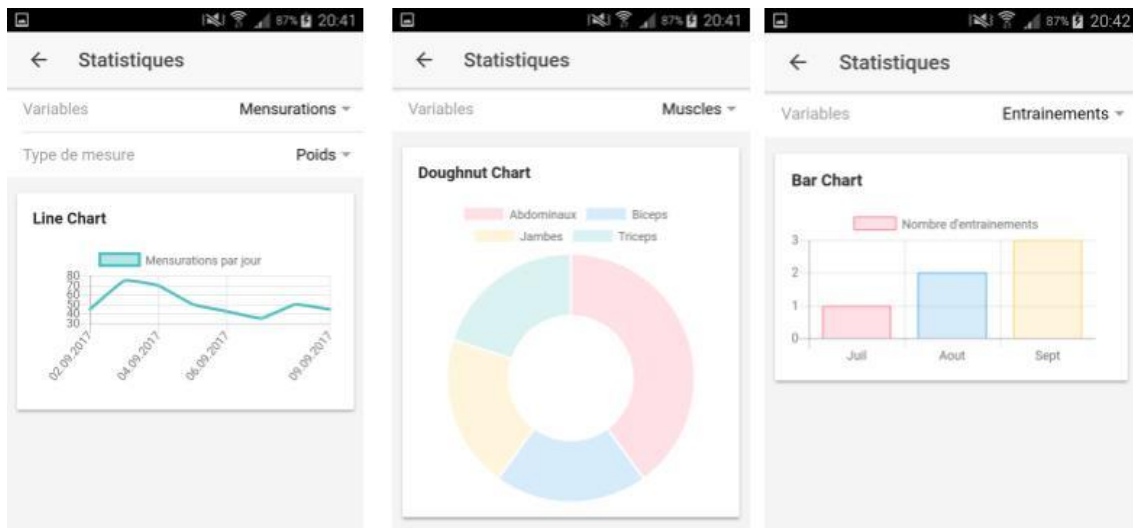 87% 20:41
Statistiques
Variables Mensurations
Type de mesure Poids
Line Chart
Mensurations par jour
80
70
60
50
40
30
02.09.2017 04.09.2017 06.09.2017 09.09.2017
87% 20:41
Statistiques
Variables Muscles
Doughnut Chart
Abdominaux Biceps
Jambes Triceps
87% 20:42
Statistiques
Variables Entrainements
Bar Chart
Nombre d'entrainements
3
2
1
0
Juil Aout Sept